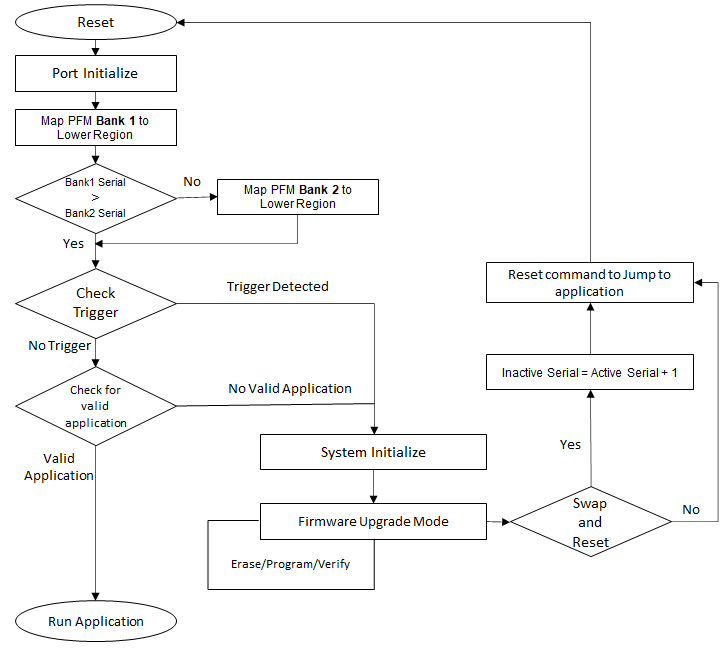 Reset
Port Initialize
Map PFM Bank 1 to
Lower Region
Bank1 Serial
>
Bank2 Serial
No
Map PFM Bank 2 to
Lower Region
Yes
Check
Trigger
Trigger Detected
No Trigger
Check for
valid
application
No Valid Application
Valid
Application
Run Application
System Initialize
Firmware Upgrade Mode
Erase/Program/Verify
Swap
and
Reset
No
Yes
Inactive Serial = Active Serial + 1
Reset command to Jump to
application